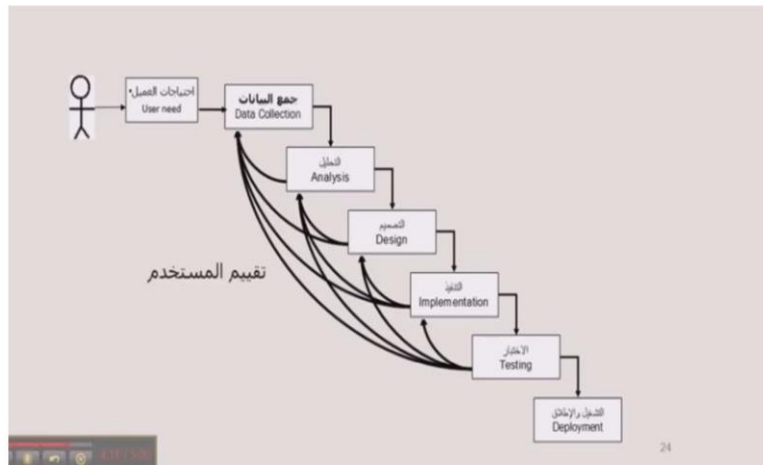 احتياجات العميل•
User need
جمع البيانات
Data Collection
التحليل
Analysis
التصميم
Design
التنفيذ
Implementation
تقييم المستخدم
الاختبار
Testing
التشغيل والإطلاق
Deployment
24